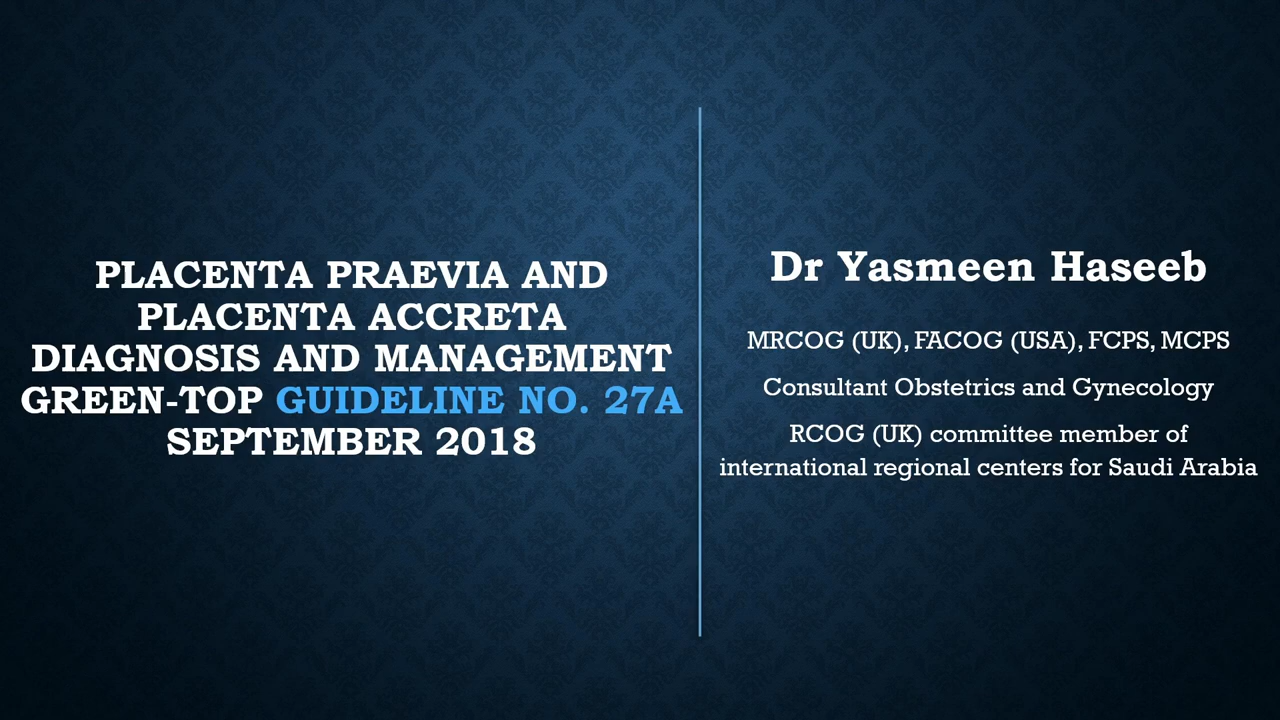 PLACENTA PRAEVIA AND
PLACENTA ACCRETA
DIAGNOSIS AND MANAGEMENT
GREEN-TOP GUIDELINE NO. 27A
SEPTEMBER 2018
Dr Yasmeen Haseeb
MRCOG (UK), FACOG (USA), FCPS, MCPS
Consultant Obstetrics and Gynecology
RCOG (UK) committee member of
international regional centers for Saudi Arabia